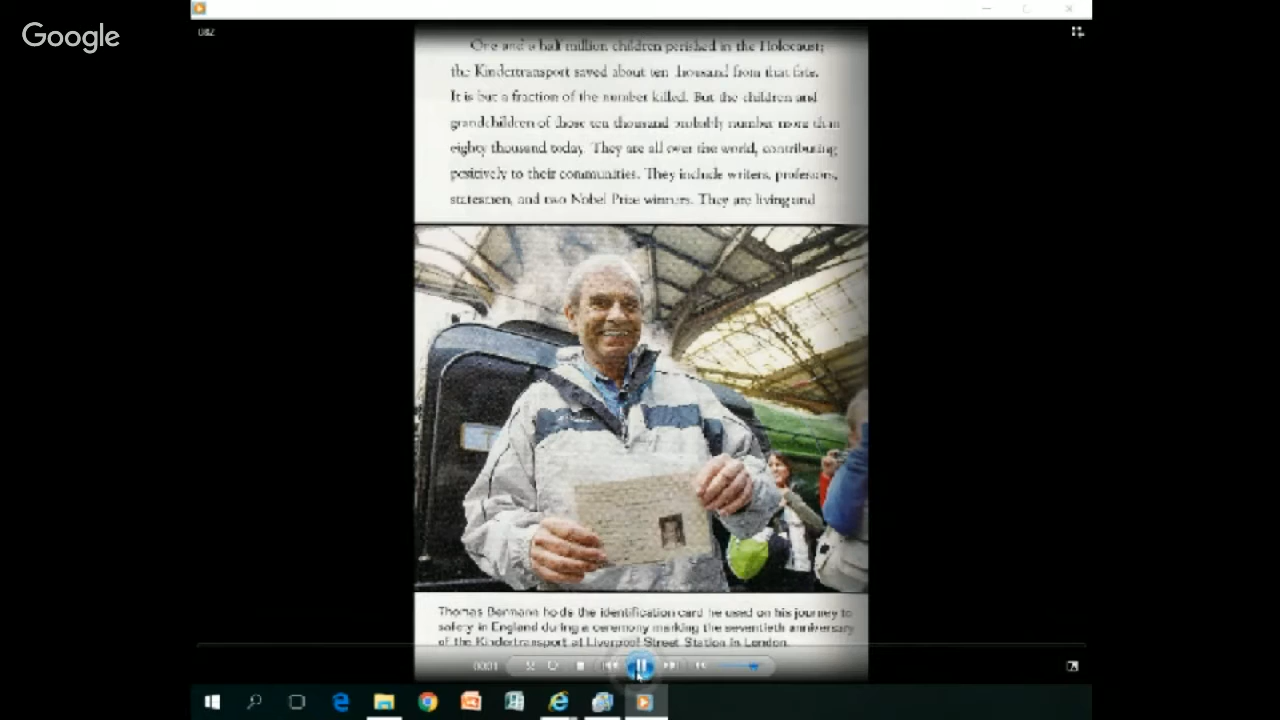 Google
082
One and a half million children perished in the Holocaust;
the Kindertransport saved about ten thousand from that fate.
It is but a fraction of the number killed. But the children and
grandchildren of those ten thousand probably number more than
eighty thousand today. They are all over the world, contributing
positively to their communities. They include writers, professors,
statesmen, and two Nobel Prize winners. They are living and
Thomas Bermann holds the identification card he used on his journey to
safety in England during a ceremony marking the seventieth anniversary
of the Kindertransport at Liverpool Street Station in London.
00:01